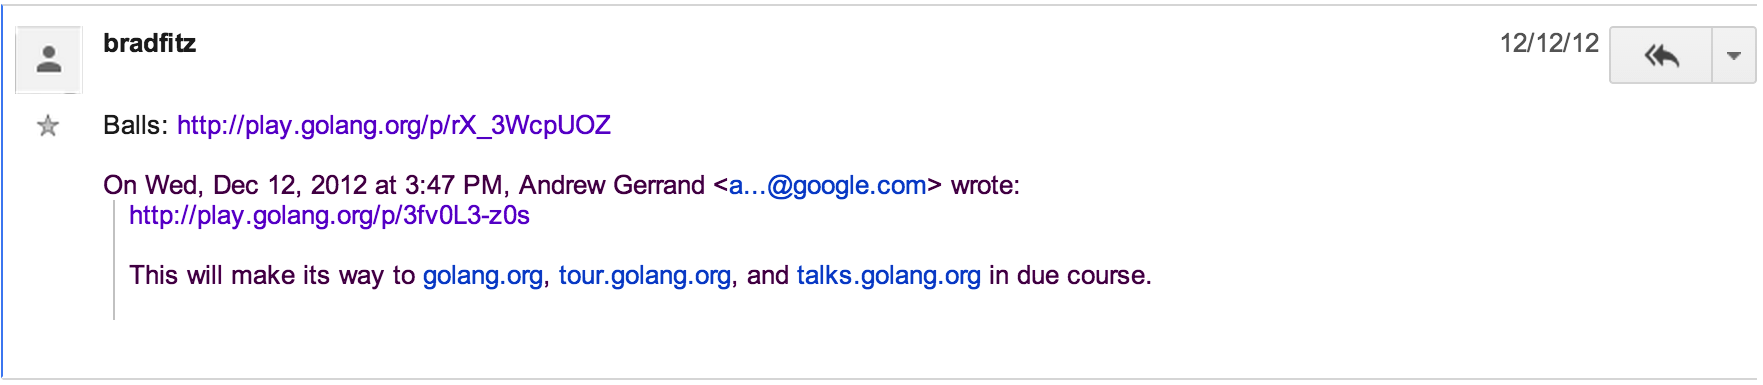 bradfitz
12/12/12
Balls: http://play.golang.org/p/rX_3WcpUOZ
On Wed, Dec 12, 2012 at 3:47 PM, Andrew Gerrand <a...@google.com> wrote:
http://play.golang.org/p/3fv0L3-z0s
This will make its way to golang.org, tour.golang.org, and talks.golang.org in due course.